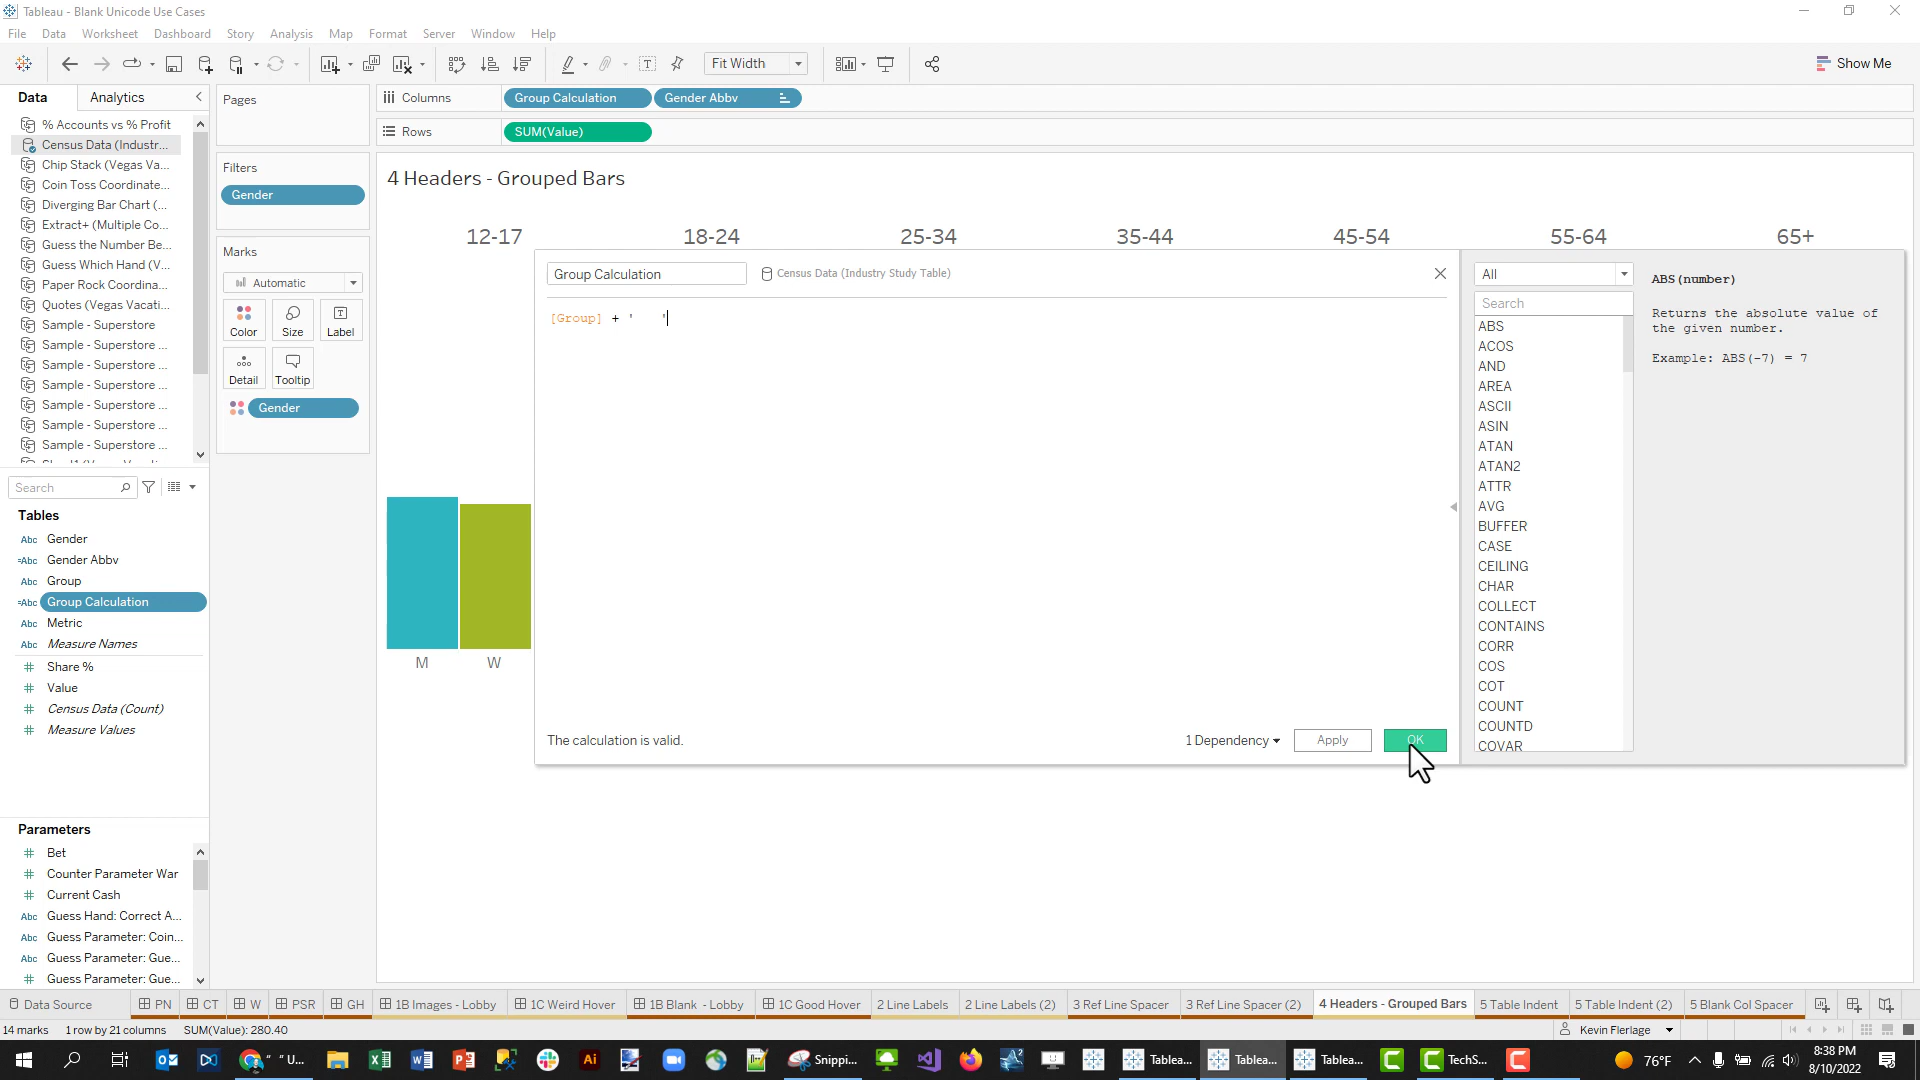 Tableau - Blank Unicode Use Cases
File Data Worksheet Dashboard Story Analysis Map Format Server Window Help
Fit Width
Show Me
Data Analytics
Pages
Columns Group Calculation Gender Abbv
Rows SUM(Value)
% Accounts vs % Profit
Census Data (Industr...
Chip Stack (Vegas Va...
Coin Toss Coordinate...
Diverging Bar Chart (...
Extract+ (Multiple Co...
Guess the Number Be...
Guess Which Hand (V...
Paper Rock Coordina...
Quotes (Vegas Vacati...
Sample - Superstore
Sample - Superstore ...
Sample - Superstore ...
Sample - Superstore ...
Sample - Superstore ...
Sample - Superstore ...
Sample - Superstore ...
Filters
Gender
Marks
Automatic
Color Size Label
Detail Tooltip
Gender
4 Headers - Grouped Bars
12-17 18-24 25-34 35-44 45-54 55-64 65+
Group Calculation Census Data (Industry Study Table)
[Group] + '   '
M W
The calculation is valid.
1 Dependency Apply OK
All
Search
ABS
ACOS
AND
AREA
ASCII
ASIN
ATAN
ATAN2
ATTR
AVG
BUFFER
CASE
CEILING
CHAR
COLLECT
CONTAINS
CORR
COS
COT
COUNT
COUNTD
COVAR
ABS(number)
Returns the absolute value of
the given number.
Example: ABS(-7) = 7
Search
Tables
Abc Gender
=Abc Gender Abbv
Abc Group
=Abc Group Calculation
Abc Metric
Abc Measure Names
# Share %
# Value
# Census Data (Count)
# Measure Values
Parameters
# Bet
# Counter Parameter War
# Current Cash
Abc Guess Hand: Correct A...
Abc Guess Parameter: Coin...
Abc Guess Parameter: Gue...
# Guess Parameter: Gue...
Data Source PN CT W PSR GH 1B Images - Lobby 1C Weird Hover 1B Blank - Lobby 1C Good Hover 2 Line Labels 2 Line Labels (2) 3 Ref Line Spacer 3 Ref Line Spacer (2) 4 Headers - Grouped Bars 5 Table Indent 5 Table Indent (2) 5 Blank Col Spacer
14 marks 1 row by 21 columns SUM(Value): 280.40 Kevin Flerlage
" " U... Snippi... Tablea... Tablea... Tablea... TechS... 76°F 8:38 PM
8/10/2022